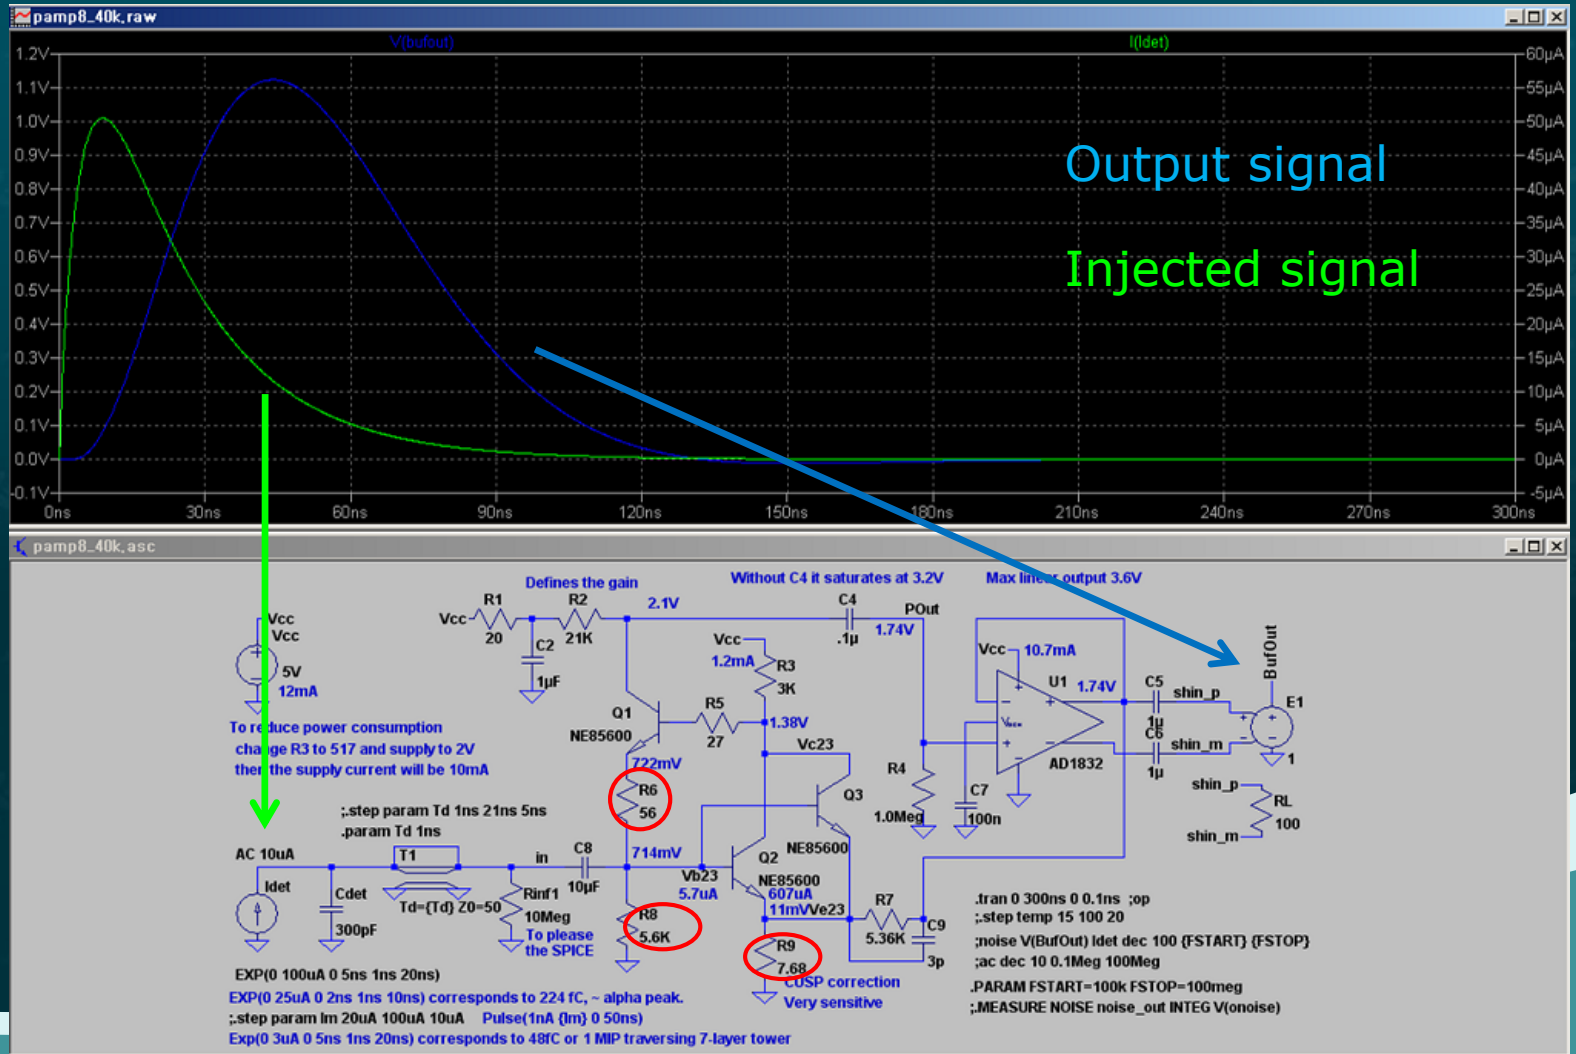 pamp8_40k.raw
V(bufout)
I(Idet)
1.2V
1.1V
1.0V
0.9V
0.8V
0.7V
0.6V
0.5V
0.4V
0.3V
0.2V
0.1V
0.0V
-0.1V
60µA
55µA
50µA
45µA
40µA
35µA
30µA
25µA
20µA
15µA
10µA
5µA
0µA
-5µA
Output signal
Injected signal
0ns 30ns 60ns 90ns 120ns 150ns 180ns 210ns 240ns 270ns 300ns
pamp8_40k.asc
Defines the gain
Without C4 it saturates at 3.2V
Max linear output 3.6V
Vcc
Vcc
5V
12mA
To reduce power consumption
change R3 to 517 and supply to 2V
then the supply current will be 10mA
Vcc
R1
20
R2
21K
C2
1µF
2.1V
C4
.1µ
POut
1.74V
Vcc
1.2mA
R3
3K
Q1
NE85600
R5
27
1.38V
Vc23
722mV
R6
56
Q3
NE85600
R4
1.0Meg
Vcc
10.7mA
U1
1.74V
AD1832
C7
100n
C5
1µ
C6
1µ
shin_p
shin_m
BufOut
E1
1
shin_p
RL
100
shin_m
;.step param Td 1ns 21ns 5ns
.param Td 1ns
AC 10uA
Idet
Cdet
300pF
T1
Td={Td} Z0=50
in
Rinf1
10Meg
To please
the SPICE
C8
10µF
714mV
Vb23
5.7uA
R8
5.6K
Q2
NE85600
607uA
11mV
Ve23
R9
7.68
CUSP correction
Very sensitive
R7
5.36K
C9
3p
.tran 0 300ns 0 0.1ns ;op
;.step temp 15 100 20
;noise V(BufOut) Idet dec 100 {FSTART} {FSTOP}
;ac dec 10 0.1Meg 100Meg
.PARAM FSTART=100k FSTOP=100meg
;.MEASURE NOISE noise_out INTEG V(onoise)
EXP(0 100uA 0 5ns 1ns 20ns)
EXP(0 25uA 0 2ns 1ns 10ns) corresponds to 224 fC, ~ alpha peak.
;.step param Im 20uA 100uA 10uA Pulse(1nA {Im} 0 50ns)
Exp(0 3uA 0 5ns 1ns 20ns) corresponds to 48fC or 1 MIP traversing 7-layer tower